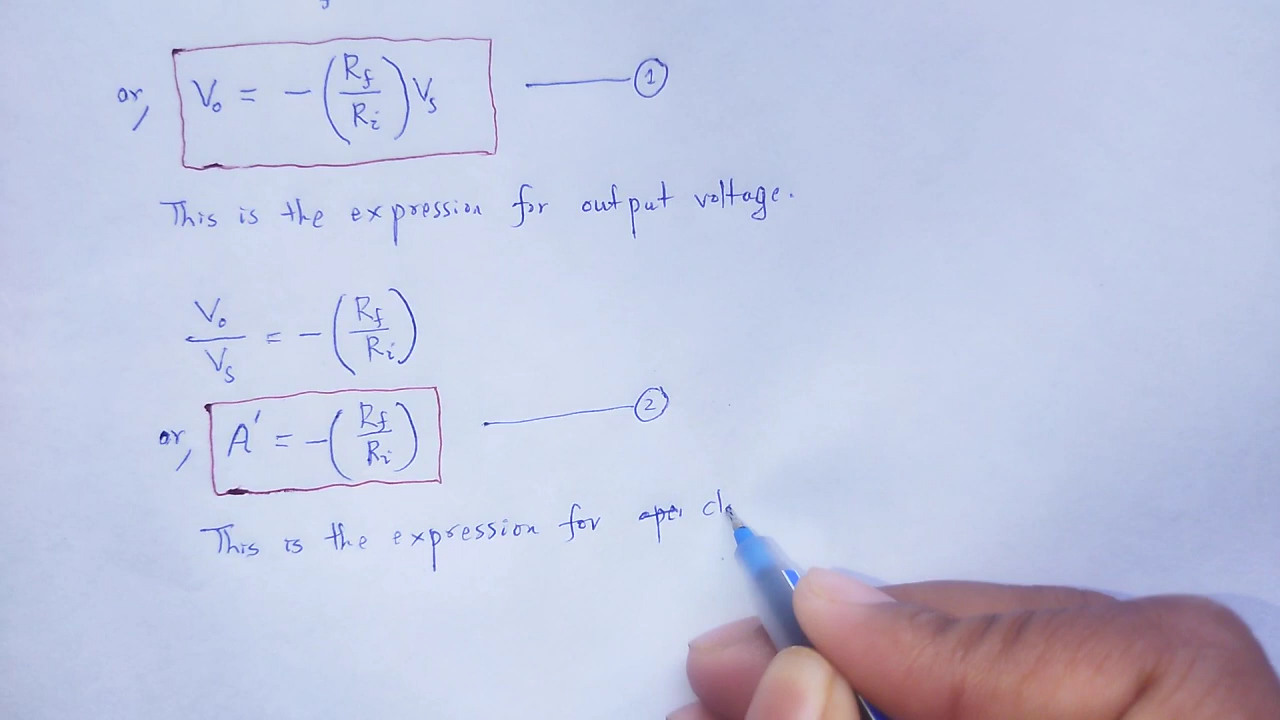 or, V₀ = - (R_f / R_i) V_s ——— ①
This is the expression for output voltage.
V₀ / V_s = - (R_f / R_i)
or, A' = - (R_f / R_i) ——— ②
This is the expression for